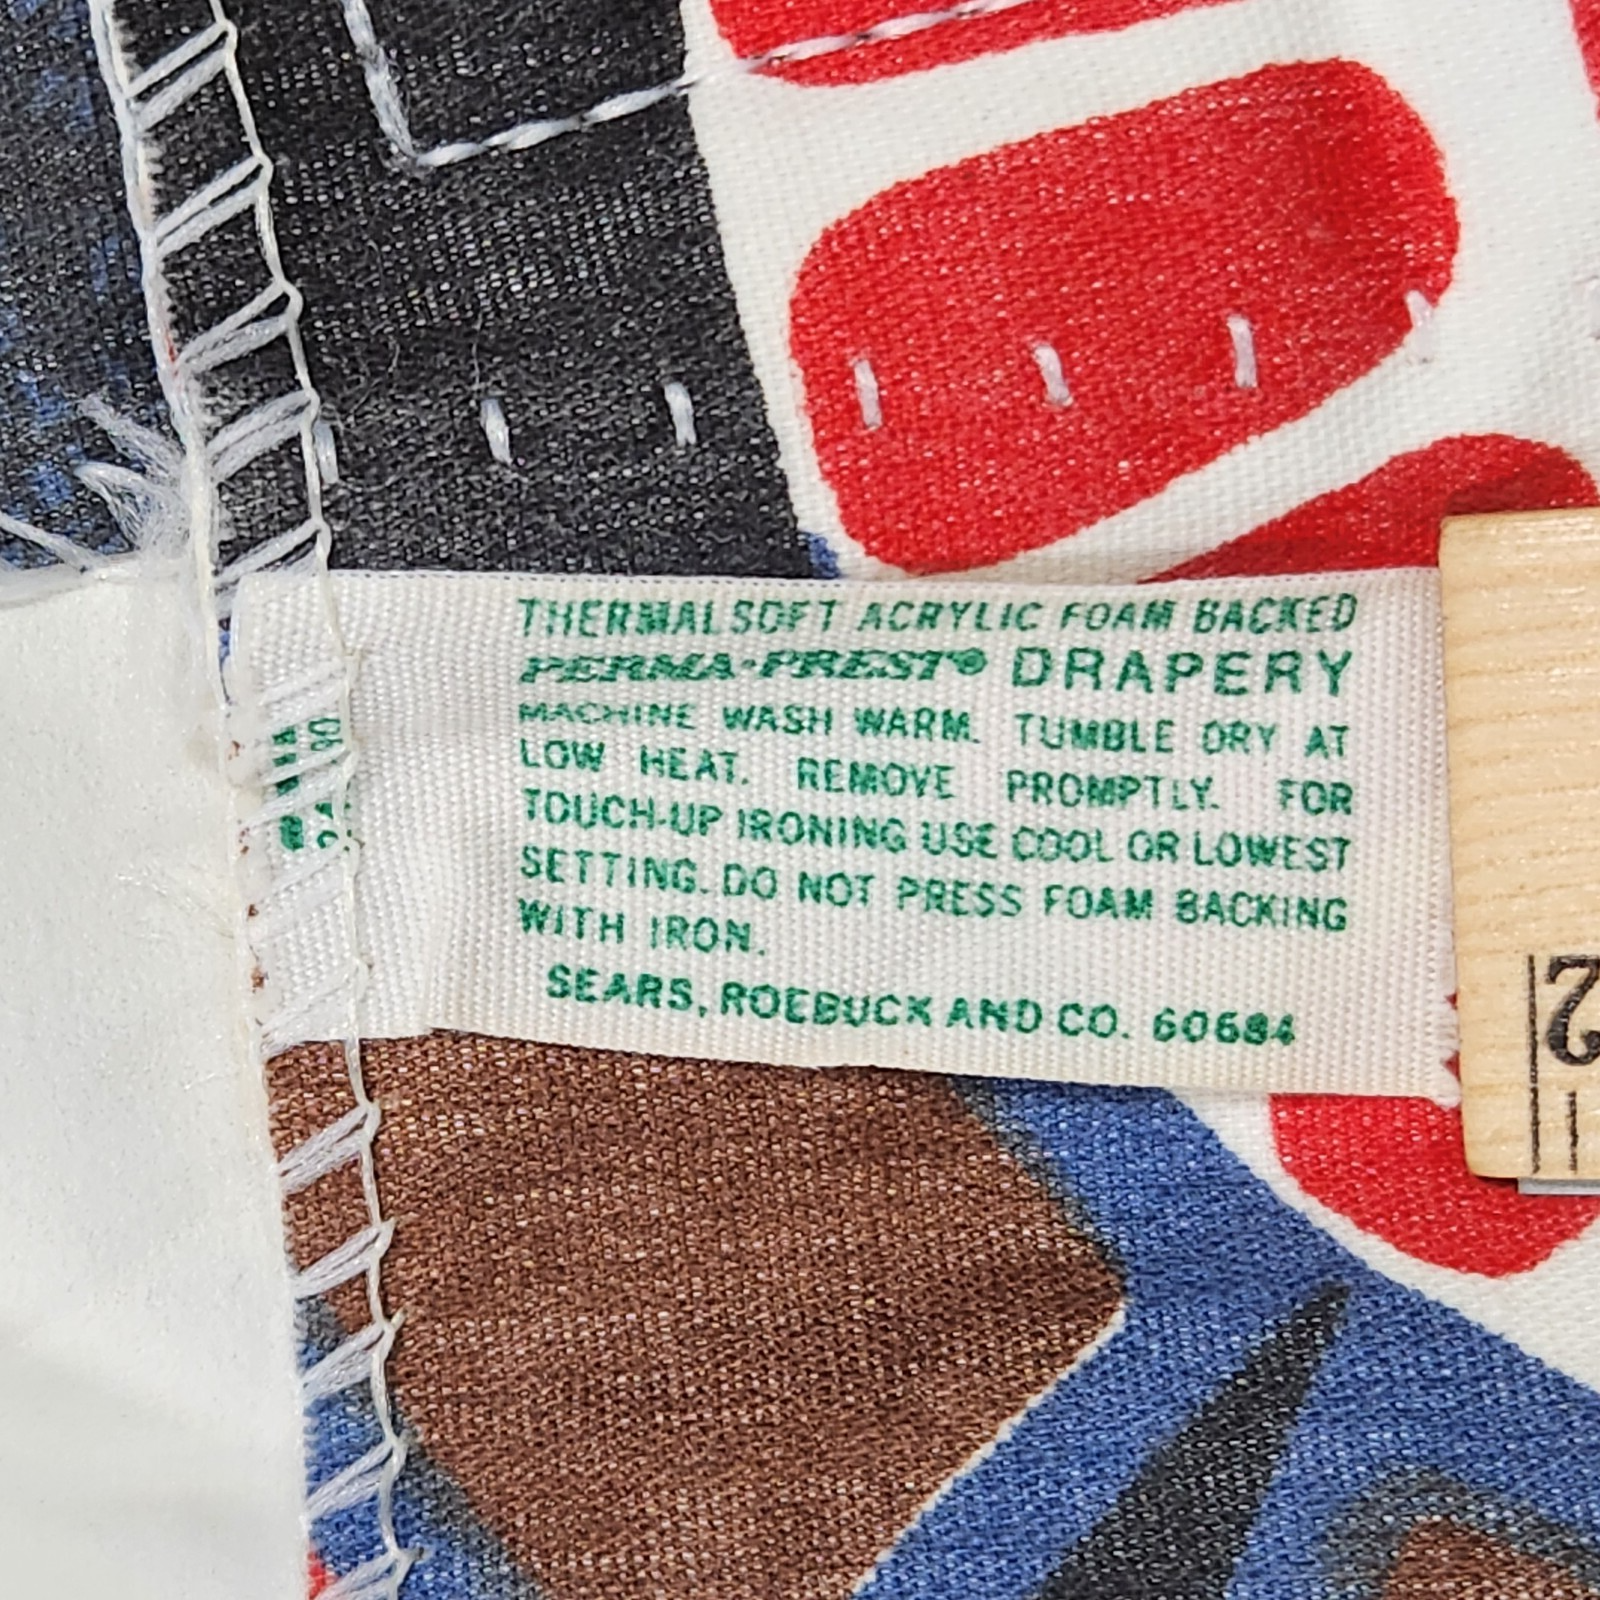 THERMALSOFT ACRYLIC FOAM BACKED
PERMA-PREST® DRAPERY
MACHINE WASH WARM. TUMBLE DRY AT
LOW HEAT. REMOVE PROMPTLY. FOR
TOUCH-UP IRONING USE COOL OR LOWEST
SETTING. DO NOT PRESS FOAM BACKING
WITH IRON.
SEARS, ROEBUCK AND CO. 60684
2